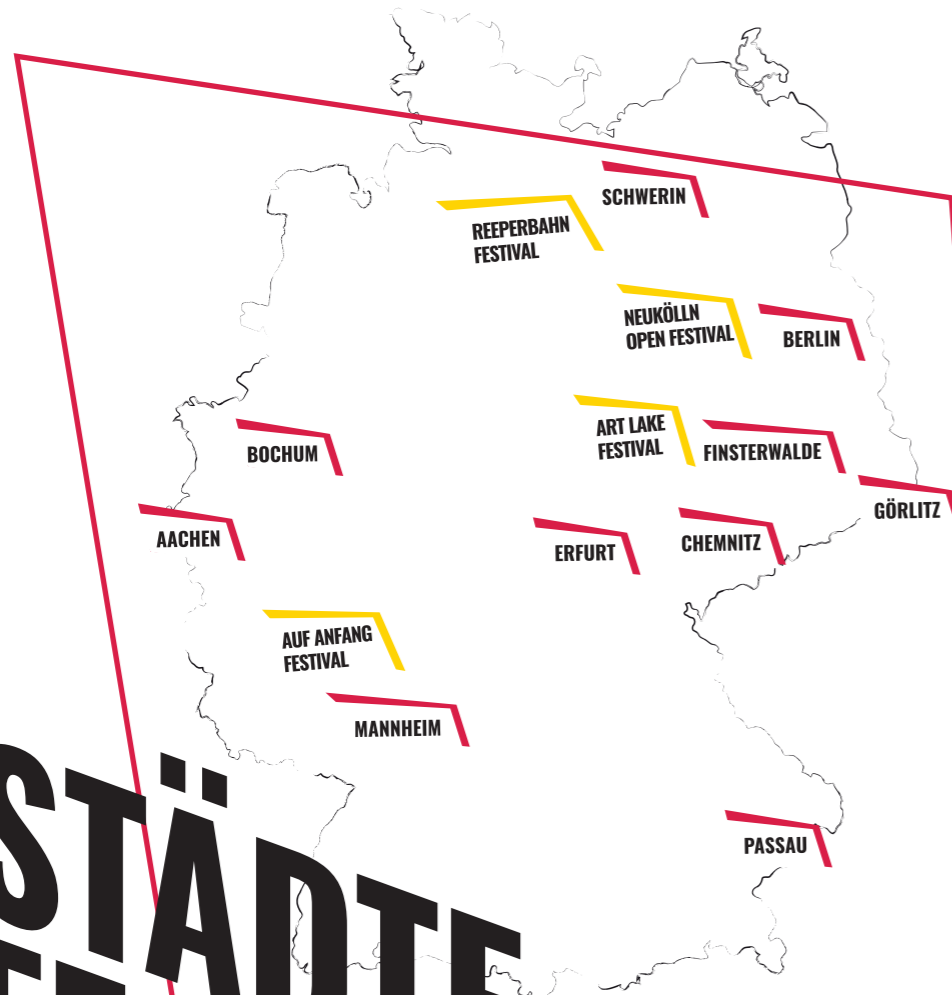 SCHWERIN
REEPERBAHN
FESTIVAL
NEUKÖLLN
OPEN FESTIVAL
BERLIN
ART LAKE
FESTIVAL
FINSTERWALDE
BOCHUM
GÖRLITZ
AACHEN
ERFURT
CHEMNITZ
AUF ANFANG
FESTIVAL
MANNHEIM
PASSAU
STÄDTE